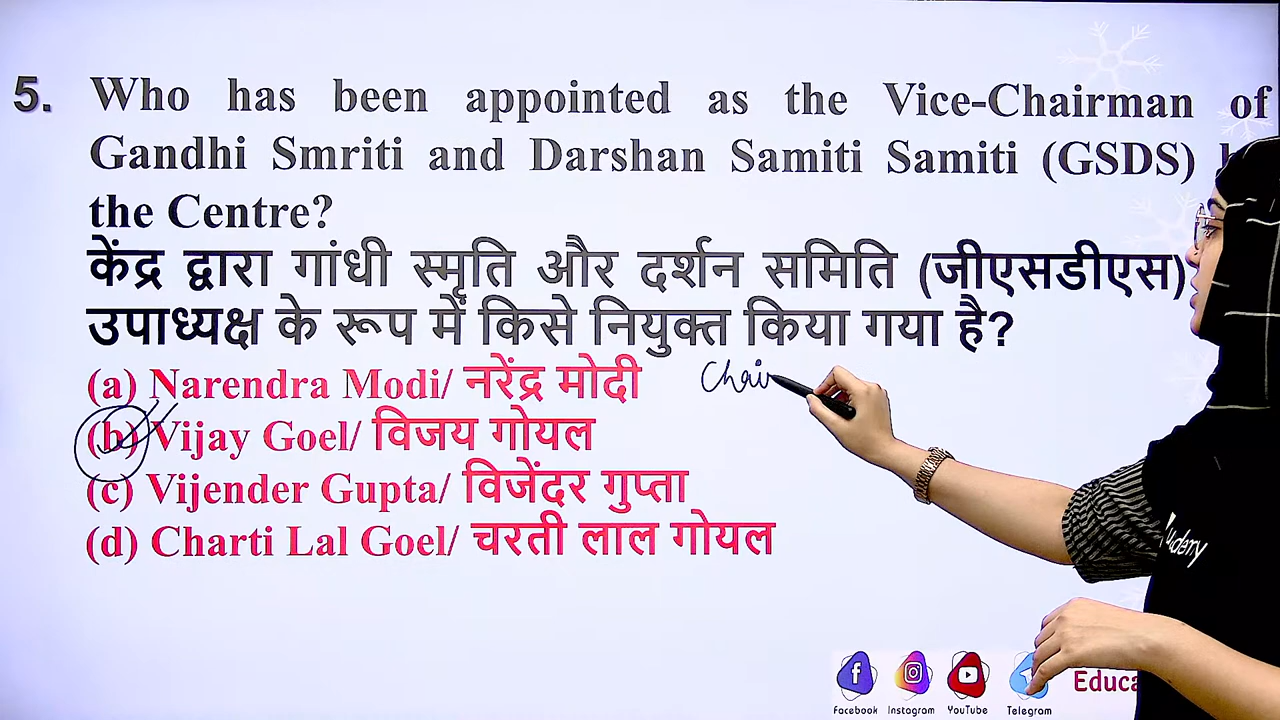 5. Who has been appointed as the Vice-Chairman of
Gandhi Smriti and Darshan Samiti Samiti (GSDS)
the Centre?
केंद्र द्वारा गांधी स्मृति और दर्शन समिति (जीएसडीएस)
उपाध्यक्ष के रूप में किसे नियुक्त किया गया है?
(a) Narendra Modi/ नरेंद्र मोदी
Chair
(b) Vijay Goel/ विजय गोयल
(c) Vijender Gupta/ विजेंदर गुप्ता
(d) Charti Lal Goel/ चरती लाल गोयल
Facebook Instagram YouTube Telegram